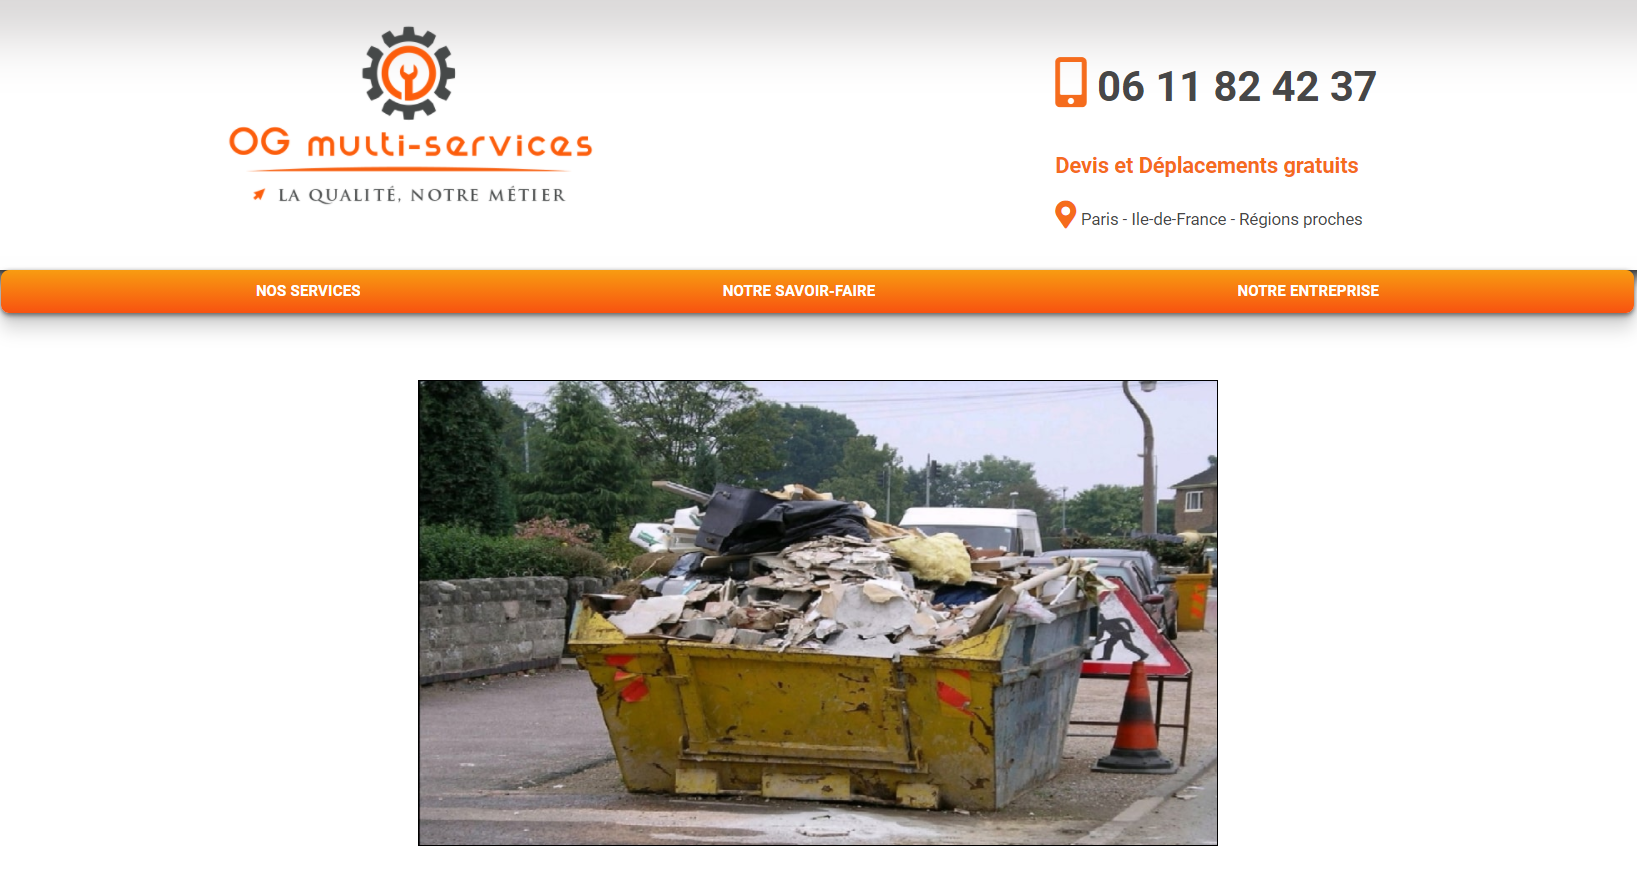 OG multi-services
LA QUALITÉ, NOTRE MÉTIER
06 11 82 42 37
Devis et Déplacements gratuits
Paris - Ile-de-France - Régions proches
NOS SERVICES
NOTRE SAVOIR-FAIRE
NOTRE ENTREPRISE